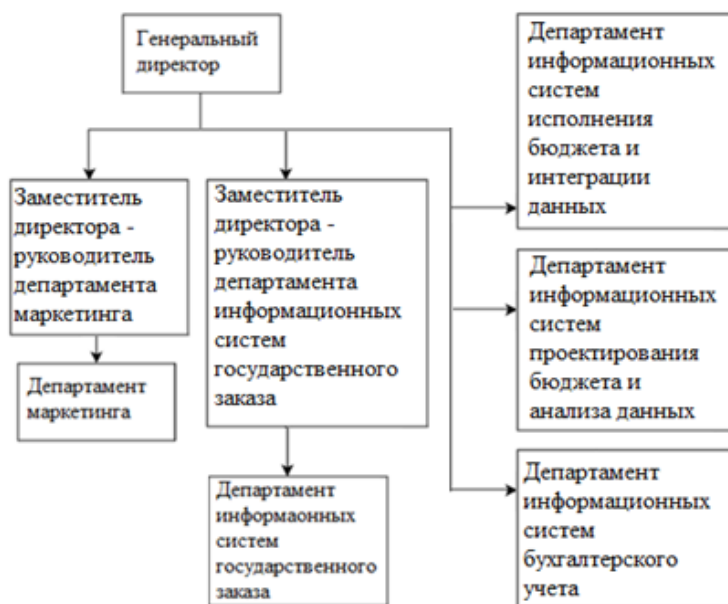 Генеральный
директор
Департамент
информационных
систем
исполнения
бюджета и
интеграции
данных
Заместитель
директора -
руководитель
департамента
маркетинга
Заместитель
директора -
руководитель
департамента
информационных
систем
государственного
заказа
Департамент
информационных
систем
проектирования
бюджета и
анализа данных
Департамент
маркетинга
Департамент
информаонных
систем
государственного
заказа
Департамент
информационных
систем
бухгалтерского
учета